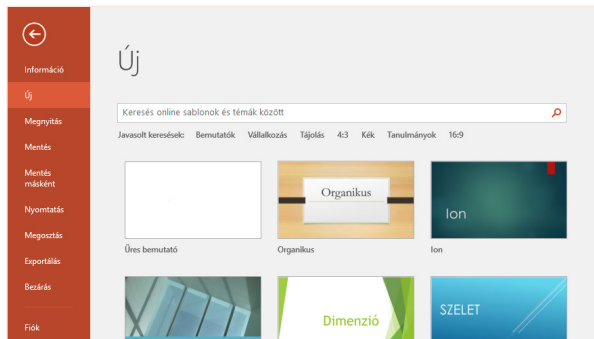 Új
Információ
Új
Megnyitás
Mentés
Mentés
másként
Nyomtatás
Megosztás
Exportálás
Bezárás
Fiók
Keresés online sablonok és témák között
Javasolt keresések: Bemutatók Vállalkozás Tájolás 4:3 Kék Tanulmányok 16:9
Organikus
Ion
Üres bemutató Organikus Ion
Dimenzió
SZELET